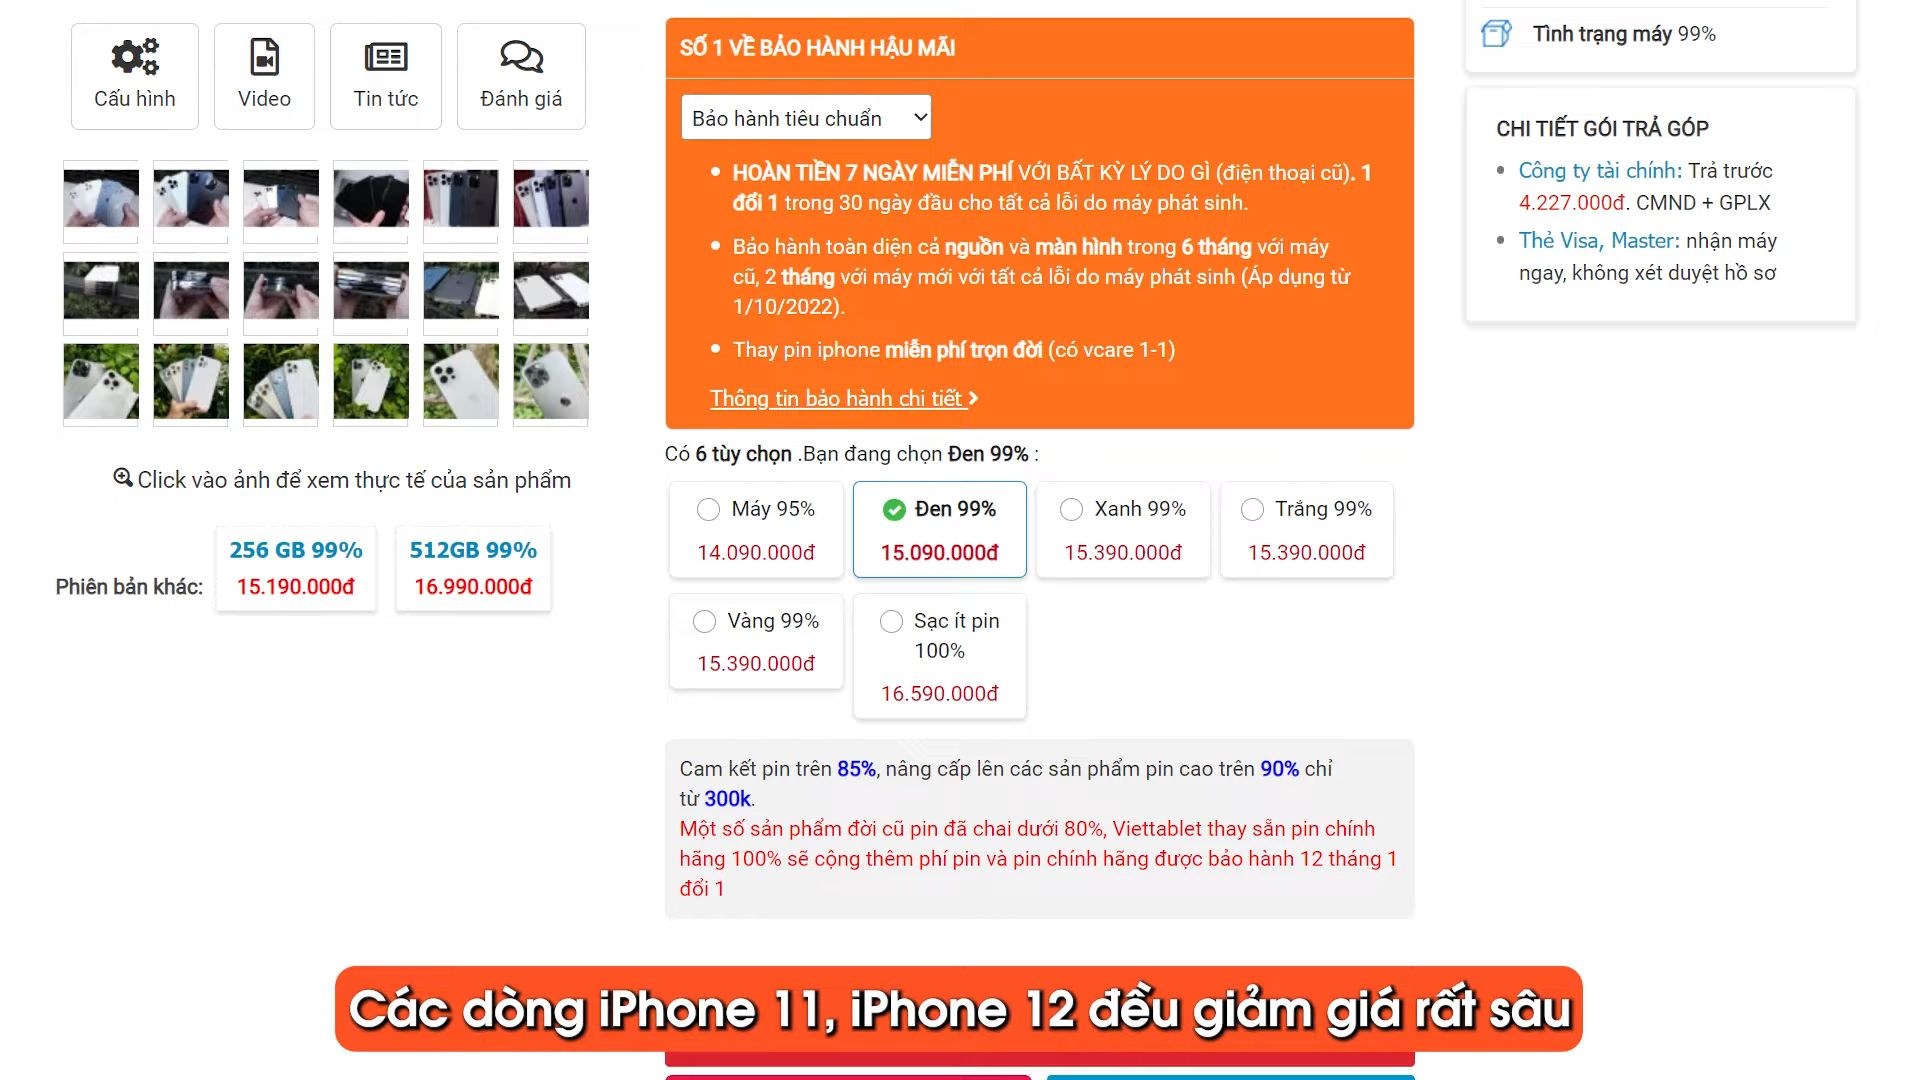 Cấu hình
Video
Tin tức
Đánh giá
Click vào ảnh để xem thực tế của sản phẩm
Phiên bản khác:
256 GB 99%
15.190.000đ
512GB 99%
16.990.000đ
SỐ 1 VỀ BẢO HÀNH HẬU MÃI
Bảo hành tiêu chuẩn
HOÀN TIỀN 7 NGÀY MIỄN PHÍ VỚI BẤT KỲ LÝ DO GÌ (điện thoại cũ). 1
đổi 1 trong 30 ngày đầu cho tất cả lỗi do máy phát sinh.
Bảo hành toàn diện cả nguồn và màn hình trong 6 tháng với máy
cũ, 2 tháng với máy mới với tất cả lỗi do máy phát sinh (Áp dụng từ
1/10/2022).
Thay pin iphone miễn phí trọn đời (có vcare 1-1)
Thông tin bảo hành chi tiết
Có 6 tùy chọn .Bạn đang chọn Đen 99% :
Máy 95%
14.090.000đ
Đen 99%
15.090.000đ
Xanh 99%
15.390.000đ
Trắng 99%
15.390.000đ
Vàng 99%
15.390.000đ
Sạc ít pin
100%
16.590.000đ
Cam kết pin trên 85%, nâng cấp lên các sản phẩm pin cao trên 90% chỉ
từ 300k.
Một số sản phẩm đời cũ pin đã chai dưới 80%, Viettablet thay sẵn pin chính
hãng 100% sẽ cộng thêm phí pin và pin chính hãng được bảo hành 12 tháng 1
đổi 1
Tình trạng máy 99%
CHI TIẾT GÓI TRẢ GÓP
Công ty tài chính: Trả trước
4.227.000đ. CMND + GPLX
Thẻ Visa, Master: nhận máy
ngay, không xét duyệt hồ sơ
Các dòng iPhone 11, iPhone 12 đều giảm giá rất sâu